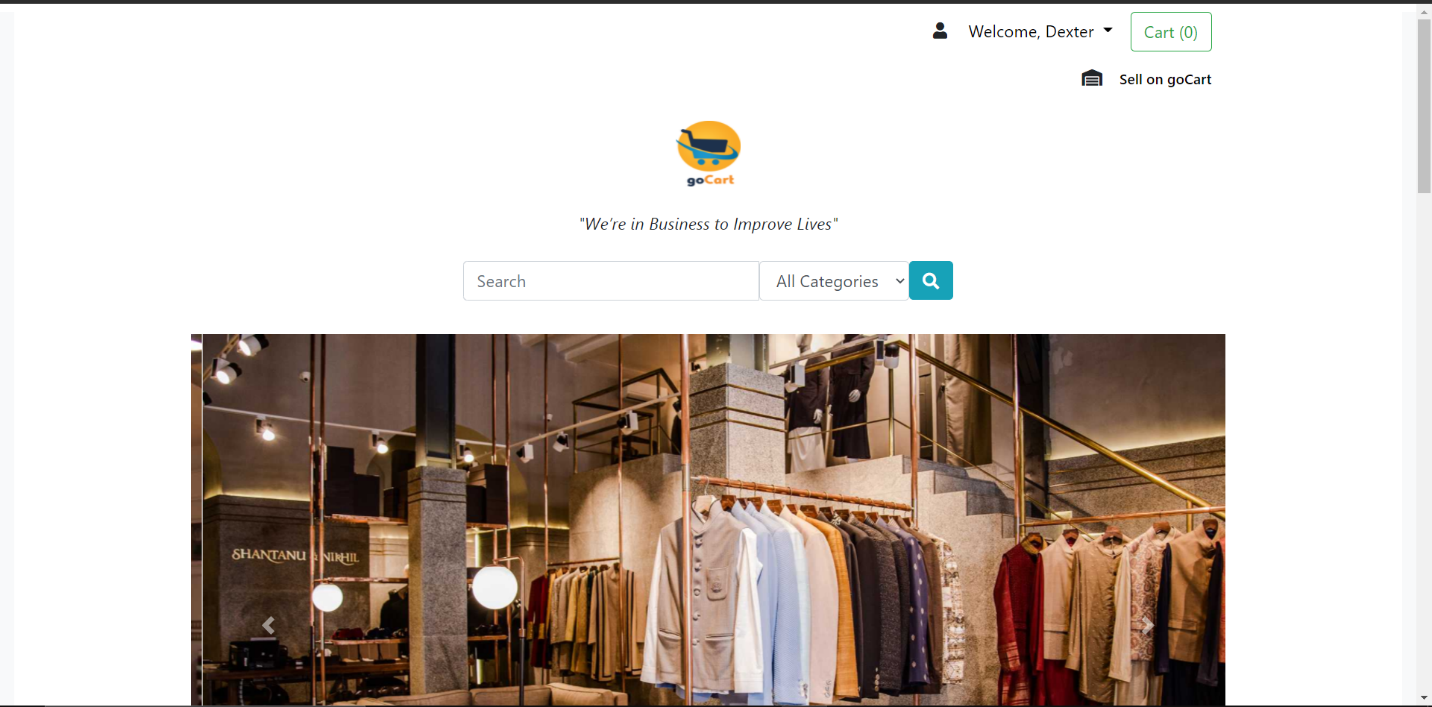 Welcome, Dexter
Cart (0)
Sell on goCart
goCart
"We're in Business to Improve Lives"
Search
All Categories
SHANTANU & NIKHIL